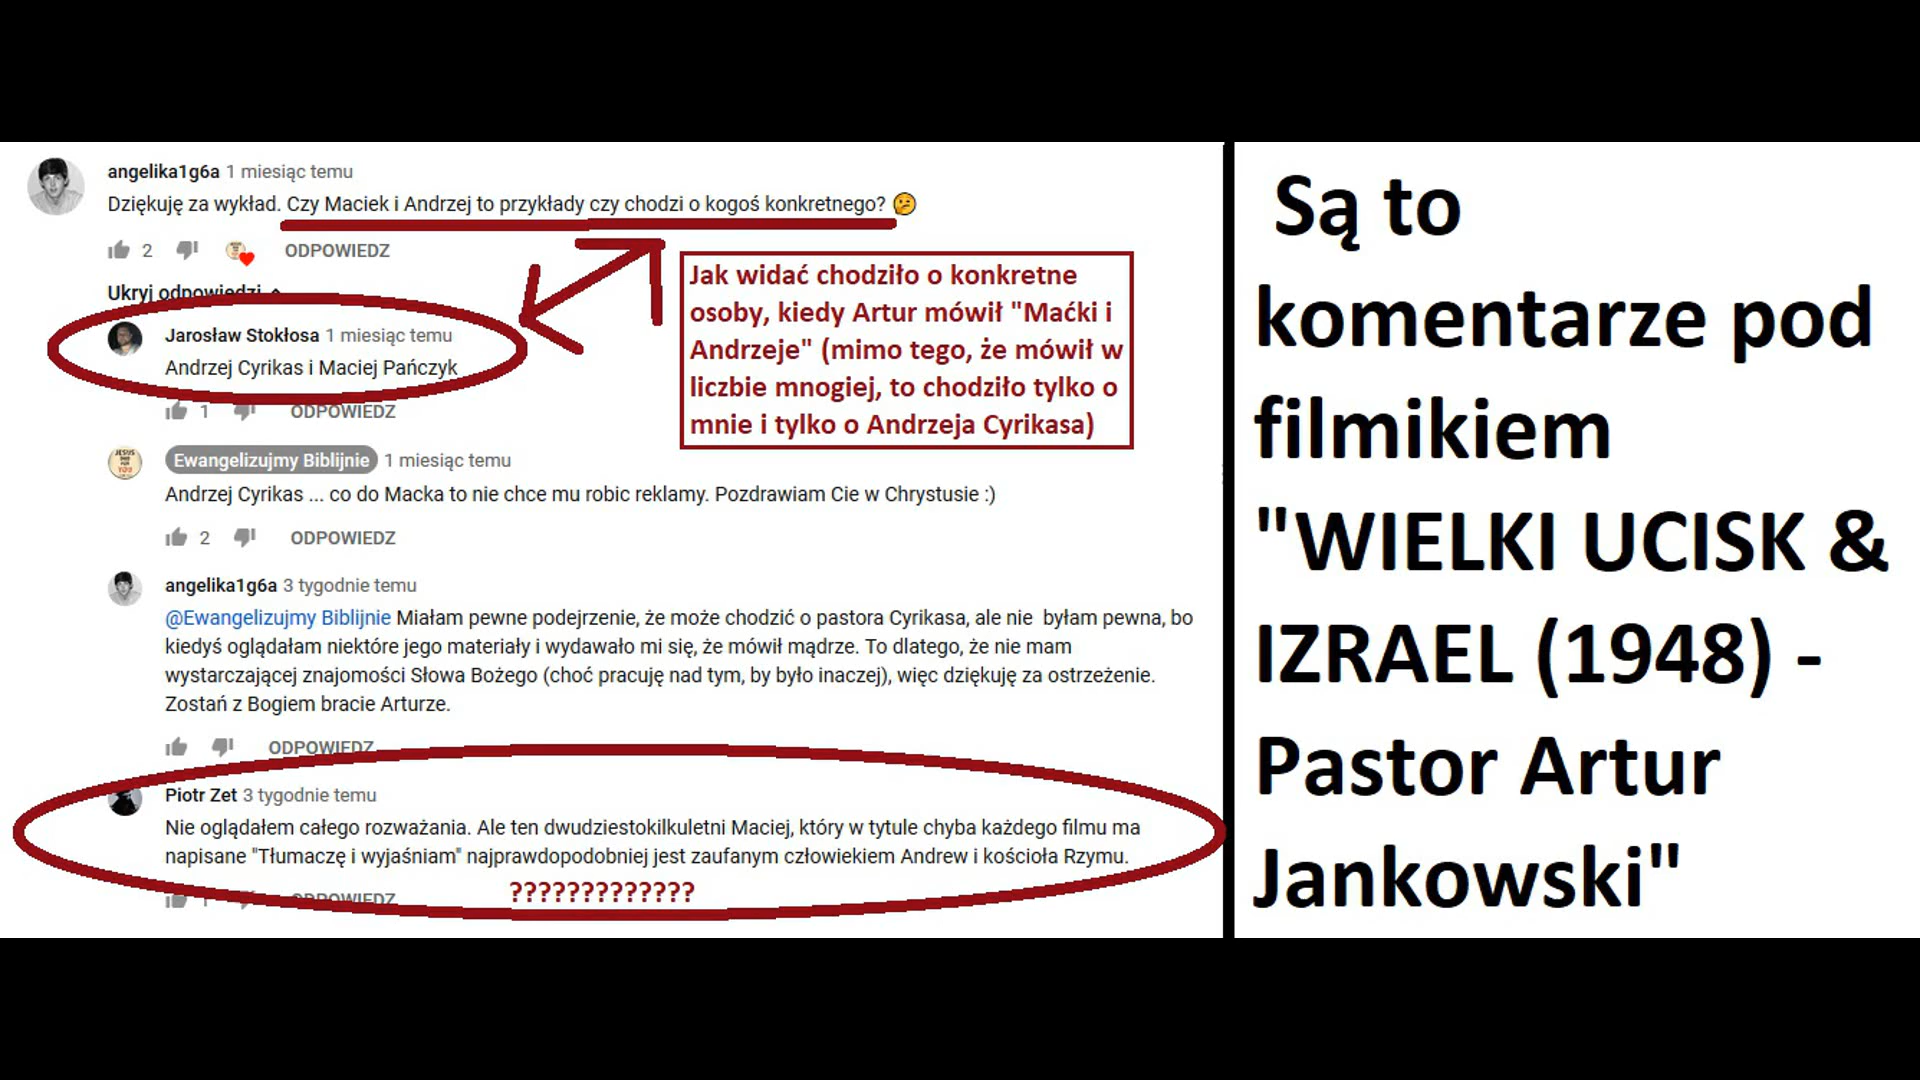 angelika1g6a 1 miesiąc temu
Dziękuję za wykład. Czy Maciek i Andrzej to przykłady czy chodzi o kogoś konkretnego? 🤔
2 ODPOWIEDZ
Ukryj odpowiedzi
Jarosław Stokłosa 1 miesiąc temu
Andrzej Cyrikas i Maciej Pańczyk
1 ODPOWIEDZ
Ewangelizujmy Biblijnie 1 miesiąc temu
Andrzej Cyrikas ... co do Macka to nie chce mu robic reklamy. Pozdrawiam Cie w Chrystusie :)
2 ODPOWIEDZ
angelika1g6a 3 tygodnie temu
@Ewangelizujmy Biblijnie Miałam pewne podejrzenie, że może chodzić o pastora Cyrikasa, ale nie byłam pewna, bo
kiedyś oglądałam niektóre jego materiały i wydawało mi się, że mówił mądrze. To dlatego, że nie mam
wystarczającej znajomości Słowa Bożego (choć pracuję nad tym, by było inaczej), więc dziękuję za ostrzeżenie.
Zostań z Bogiem bracie Arturze.
ODPOWIEDZ
Piotr Zet 3 tygodnie temu
Nie oglądałem całego rozważania. Ale ten dwudziestokilkuletni Maciej, który w tytule chyba każdego filmu ma
napisane "Tłumaczę i wyjaśniam" najprawdopodobniej jest zaufanym człowiekiem Andrew i kościoła Rzymu.
1 ODPOWIEDZ
?????????????
Jak widać chodziło o konkretne
osoby, kiedy Artur mówił "Maćki i
Andrzeje" (mimo tego, że mówił w
liczbie mnogiej, to chodziło tylko o
mnie i tylko o Andrzeja Cyrikasa)
Są to
komentarze pod
filmikiem
"WIELKI UCISK &
IZRAEL (1948) -
Pastor Artur
Jankowski"